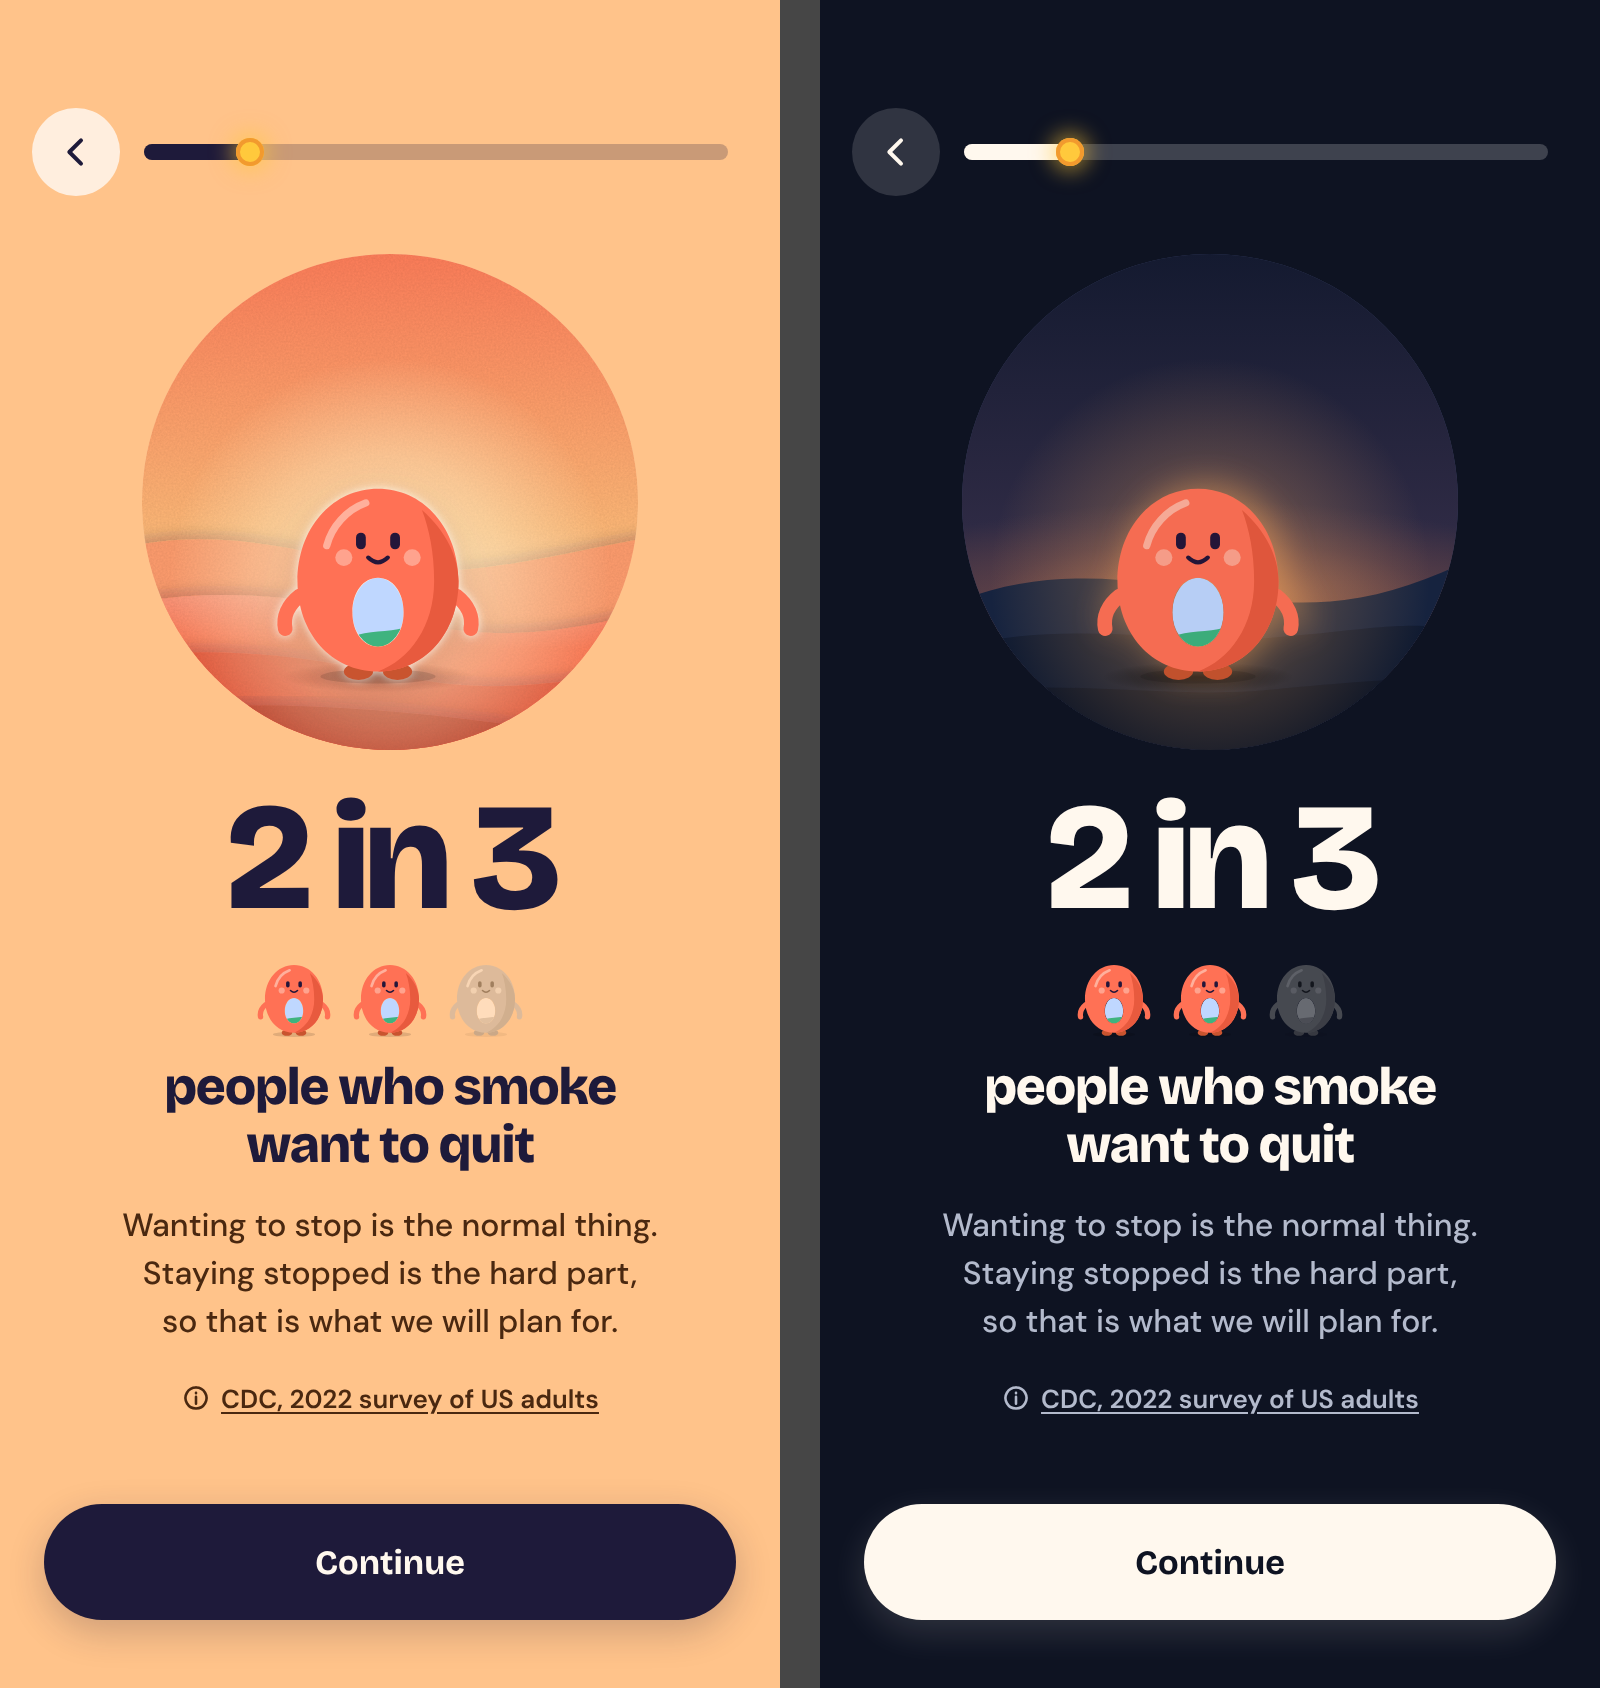 2 in 3
people who smoke
want to quit
Wanting to stop is the normal thing.
Staying stopped is the hard part,
so that is what we will plan for.
CDC, 2022 survey of US adults
Continue
2 in 3
people who smoke
want to quit
Wanting to stop is the normal thing.
Staying stopped is the hard part,
so that is what we will plan for.
CDC, 2022 survey of US adults
Continue